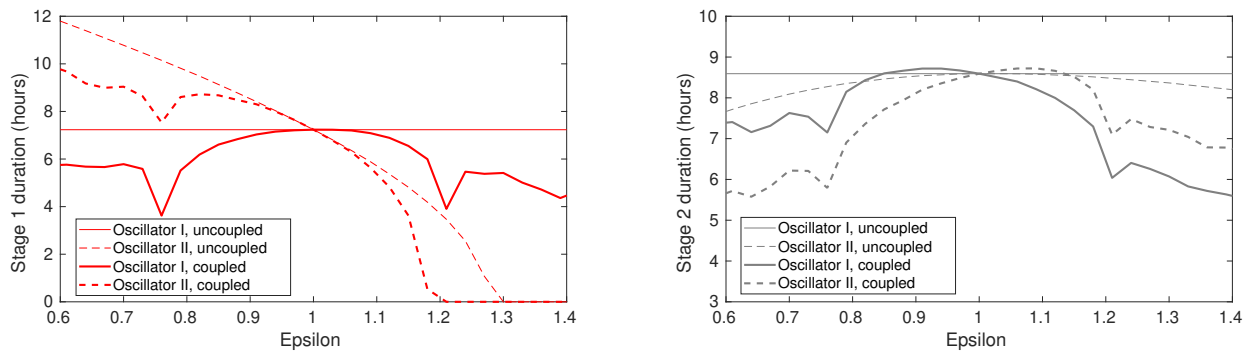 12
10
8
6
4
2
0
Stage 1 duration (hours)
Oscillator I, uncoupled
Oscillator II, uncoupled
Oscillator I, coupled
Oscillator II, coupled
0.6 0.7 0.8 0.9 1 1.1 1.2 1.3 1.4
Epsilon
10
9
8
7
6
5
4
3
Stage 2 duration (hours)
Oscillator I, uncoupled
Oscillator II, uncoupled
Oscillator I, coupled
Oscillator II, coupled
0.6 0.7 0.8 0.9 1 1.1 1.2 1.3 1.4
Epsilon